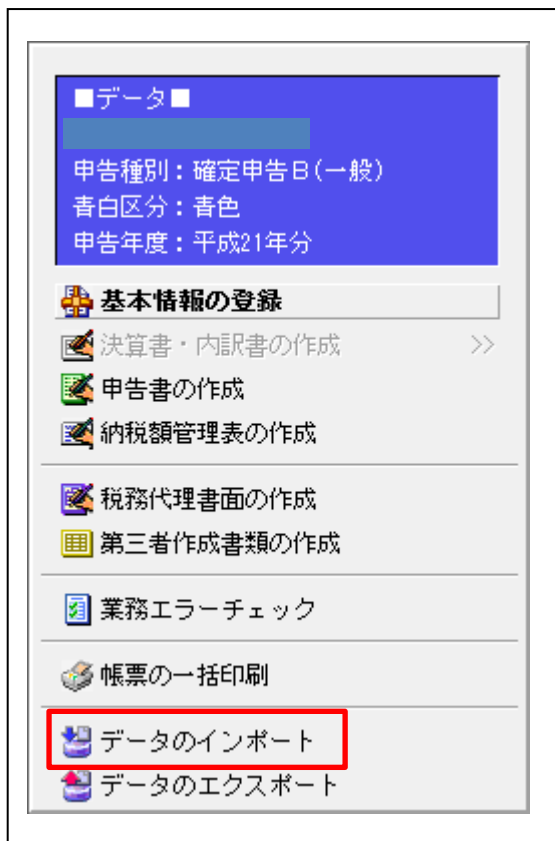 ■データ■
申告種別：確定申告Ｂ(一般)
青白区分：青色
申告年度：平成21年分
基本情報の登録
決算書・内訳書の作成 >>
申告書の作成
納税額管理表の作成
税務代理書面の作成
第三者作成書類の作成
業務エラーチェック
帳票の一括印刷
データのインポート
データのエクスポート